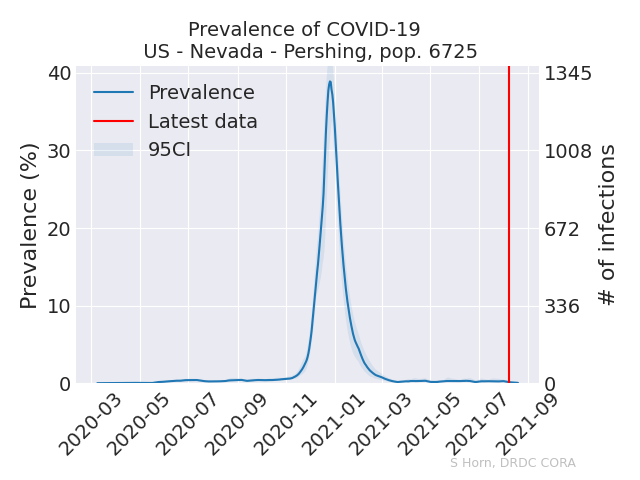 Prevalence of COVID-19
US - Nevada - Pershing, pop. 6725
Prevalence
Latest data
95CI
Prevalence (%)
40
30
20
10
0
# of infections
1345
1008
672
336
0
2020-03
2020-05
2020-07
2020-09
2020-11
2021-01
2021-03
2021-05
2021-07
2021-09
S Horn, DRDC CORA